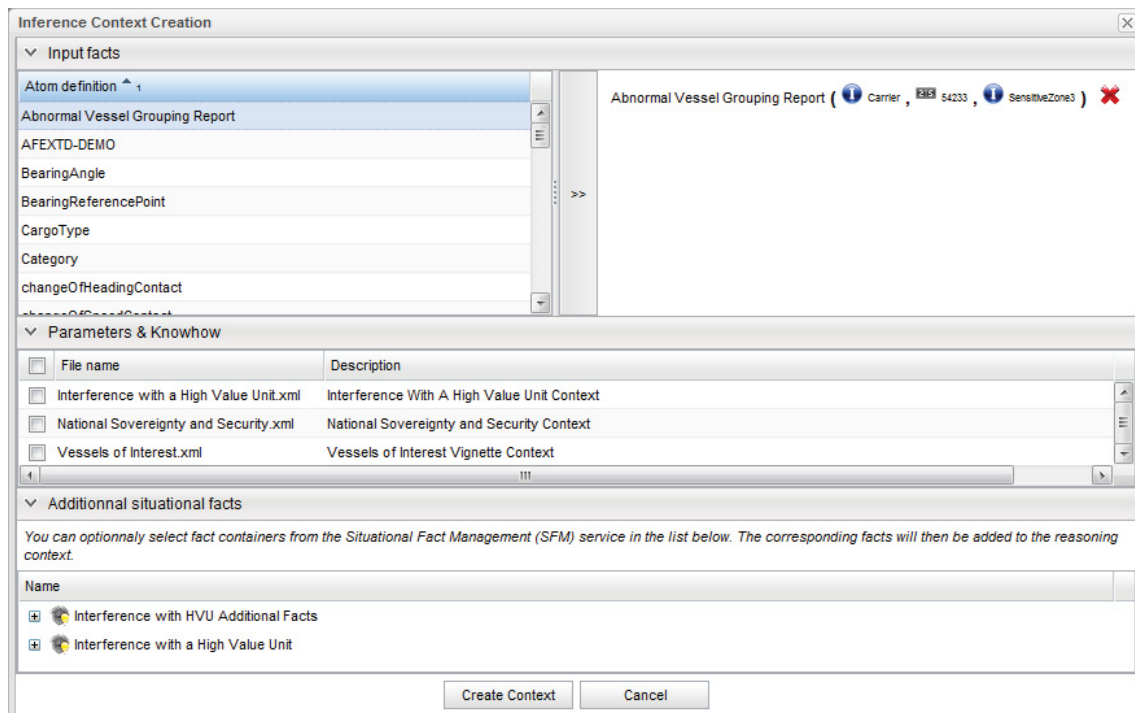 Inference Context Creation
Input facts
Atom definition 1
Abnormal Vessel Grouping Report
AFEXTD-DEMO
BearingAngle
BearingReferencePoint
CargoType
Category
changeOfHeadingContact
changeOfSpeedContact
>>
Abnormal Vessel Grouping Report ( Carrier , 54233 , SensitiveZone3 )
Parameters & Knowhow
File name Description
Interference with a High Value Unit.xml Interference With A High Value Unit Context
National Sovereignty and Security.xml National Sovereignty and Security Context
Vessels of Interest.xml Vessels of Interest Vignette Context
Additionnal situational facts
You can optionnaly select fact containers from the Situational Fact Management (SFM) service in the list below. The corresponding facts will then be added to the reasoning
context.
Name
Interference with HVU Additional Facts
Interference with a High Value Unit
Create Context Cancel